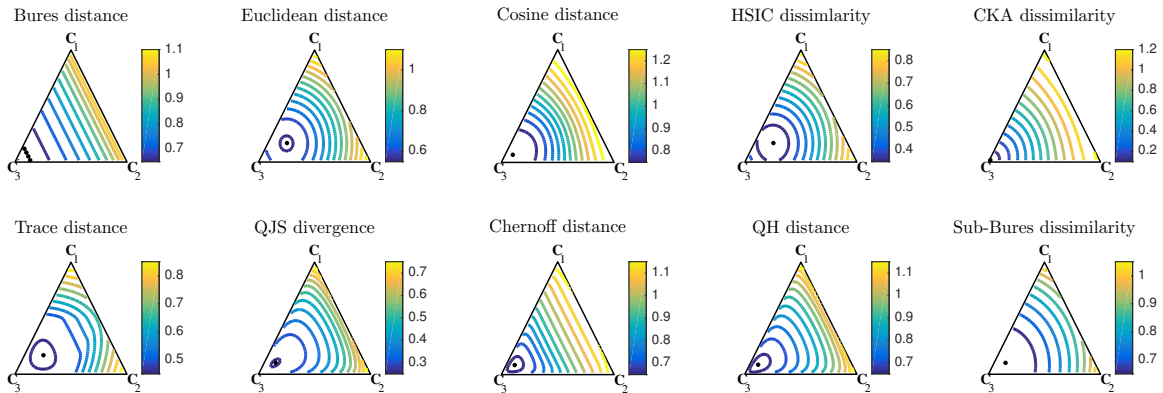 Bures distance
C1
1.1
1
0.9
0.8
0.7
C3
C2
Euclidean distance
C1
1
0.8
0.6
C3
C2
Cosine distance
C1
1.2
1.1
1
0.9
0.8
C3
C2
HSIC dissimlarity
C1
0.8
0.7
0.6
0.5
0.4
C3
C2
CKA dissimilarity
C1
1.2
1
0.8
0.6
0.4
0.2
C3
C2
Trace distance
C1
0.8
0.7
0.6
0.5
C3
C2
QJS divergence
C1
0.7
0.6
0.5
0.4
0.3
C3
C2
Chernoff distance
C1
1.1
1
0.9
0.8
0.7
C3
C2
QH distance
C1
1.1
1
0.9
0.8
0.7
C3
C2
Sub-Bures dissimilarity
C1
1
0.9
0.8
0.7
C3
C2